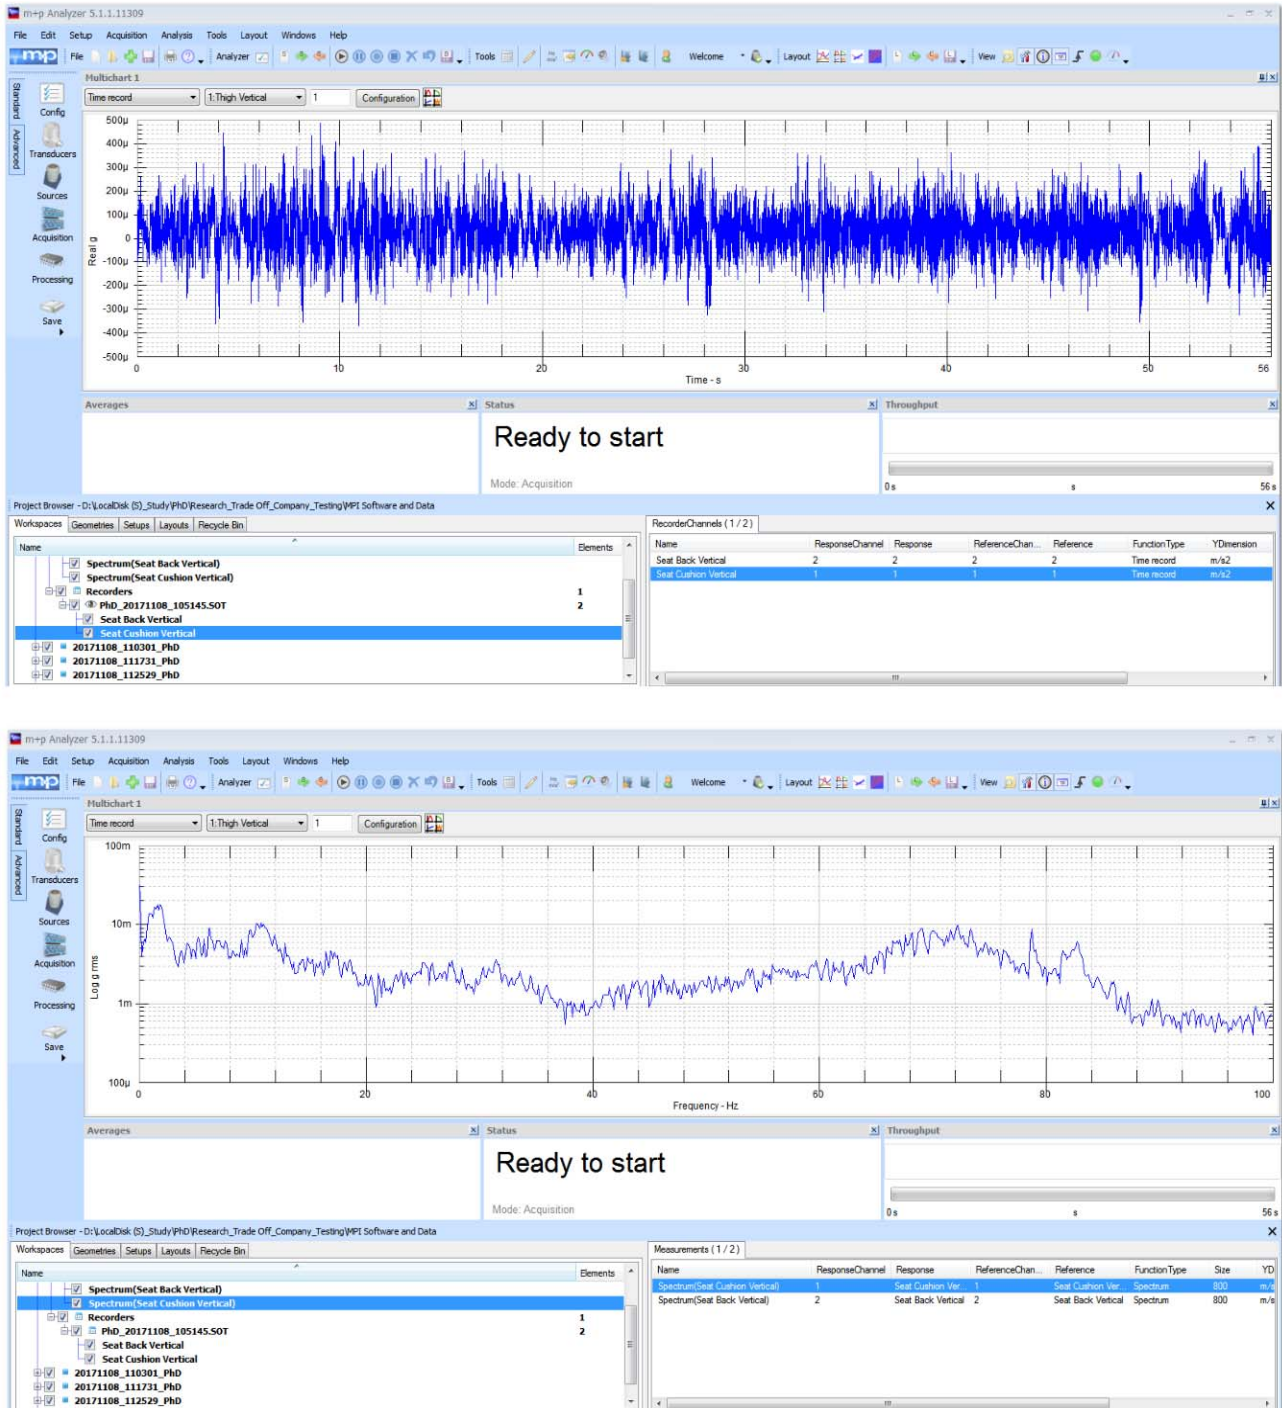 m+p Analyzer 5.1.1.11309
File Edit Setup Acquisition Analysis Tools Layout Windows Help
m+p File Analyzer Tools Welcome Layout View
Multichart 1
Standard
Advanced
Time record 1:Thigh Vertical 1 Configuration
Config
Transducers
Sources
Acquisition
Processing
Save
500µ
400µ
300µ
200µ
100µ
0
-100µ
-200µ
-300µ
-400µ
-500µ
Real g
0 10 20 30 40 50 56
Time - s
Averages Status Throughput
Ready to start
Mode: Acquisition
0 s s 56 s
Project Browser - D:\LocalDisk (S)_Study\PhD\Research_Trade Off_Company_Testing\MPI Software and Data
Workspaces Geometries Setups Layouts Recycle Bin
Name Elements
Spectrum(Seat Back Vertical)
Spectrum(Seat Cushion Vertical)
Recorders 1
PhD_20171108_105145.SOT 2
Seat Back Vertical
Seat Cushion Vertical
20171108_110301_PhD
20171108_111731_PhD
20171108_112529_PhD
RecorderChannels ( 1 / 2 )
Name ResponseChannel Response ReferenceChan... Reference FunctionType YDimension
Seat Back Vertical 2 2 2 2 Time record m/s2
Seat Cushion Vertical 1 1 1 1 Time record m/s2
m+p Analyzer 5.1.1.11309
File Edit Setup Acquisition Analysis Tools Layout Windows Help
m+p File Analyzer Tools Welcome Layout View
Multichart 1
Standard
Advanced
Time record 1:Thigh Vertical 1 Configuration
Config
Transducers
Sources
Acquisition
Processing
Save
100m
10m
1m
100µ
Log g rms
0 20 40 60 80 100
Frequency - Hz
Averages Status Throughput
Ready to start
Mode: Acquisition
0 s s 56 s
Project Browser - D:\LocalDisk (S)_Study\PhD\Research_Trade Off_Company_Testing\MPI Software and Data
Workspaces Geometries Setups Layouts Recycle Bin
Name Elements
Spectrum(Seat Back Vertical)
Spectrum(Seat Cushion Vertical)
Recorders 1
PhD_20171108_105145.SOT 2
Seat Back Vertical
Seat Cushion Vertical
20171108_110301_PhD
20171108_111731_PhD
20171108_112529_PhD
Measurements ( 1 / 2 )
Name ResponseChannel Response ReferenceChan... Reference FunctionType Size YD
Spectrum(Seat Cushion Vertical) 1 Seat Cushion Ver... 1 Seat Cushion Ver... Spectrum 800 m/s
Spectrum(Seat Back Vertical) 2 Seat Back Vertical 2 Seat Back Vertical Spectrum 800 m/s